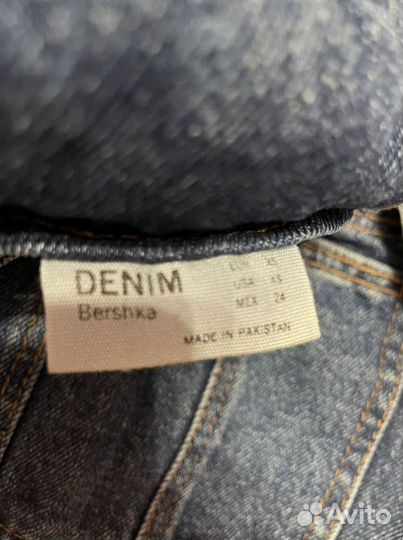 DENIM
Bershka
EUR XS
USA XS
MEX 24
MADE IN PAKISTAN
Avito